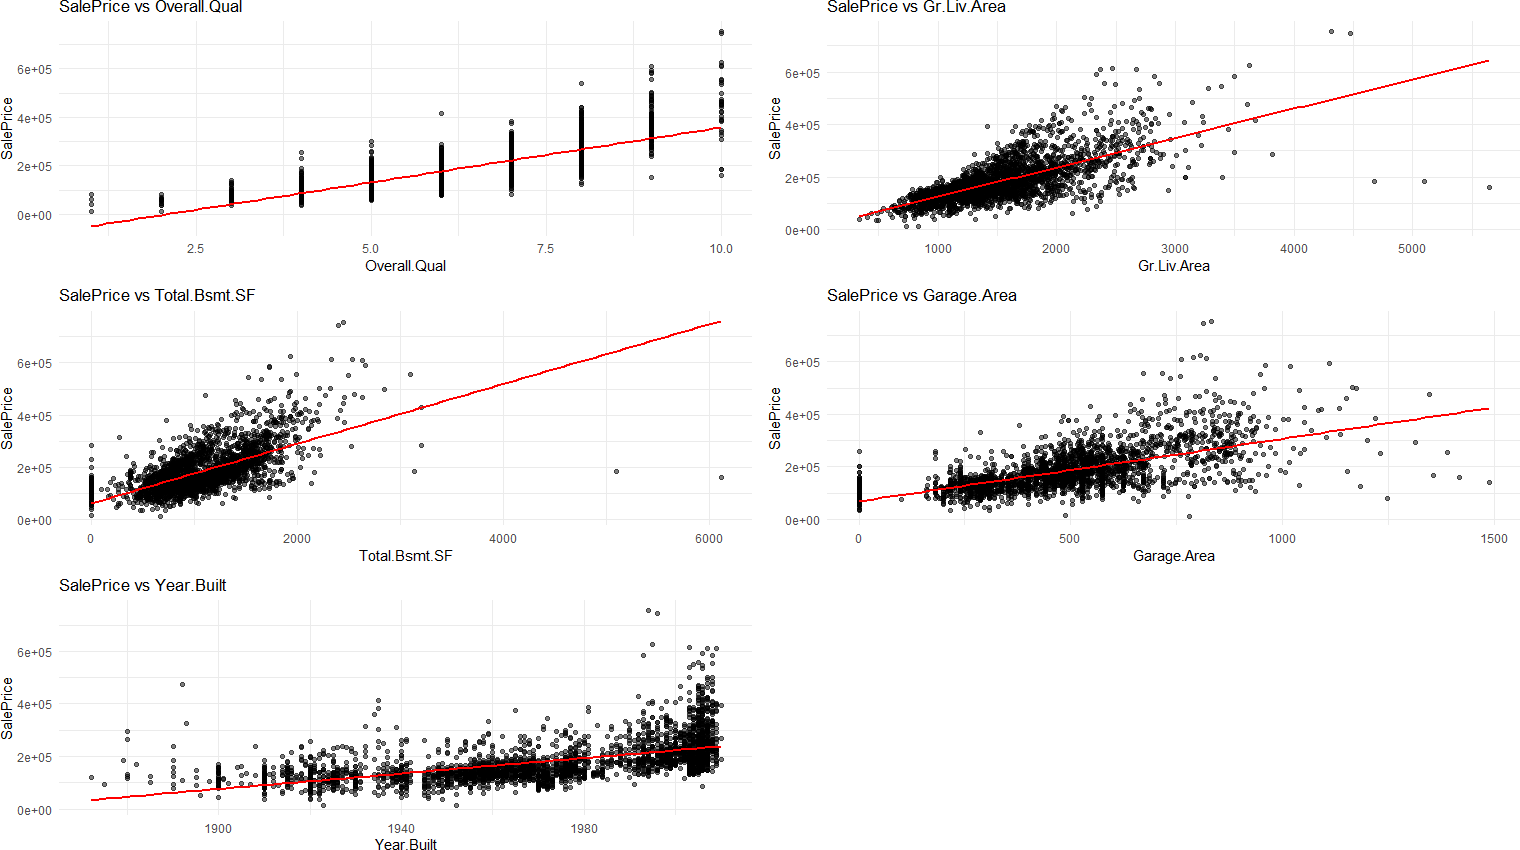 SalePrice vs Overall.Qual
SalePrice
6e+05
4e+05
2e+05
0e+00
2.5 5.0 7.5 10.0
Overall.Qual
SalePrice vs Gr.Liv.Area
SalePrice
6e+05
4e+05
2e+05
0e+00
1000 2000 3000 4000 5000
Gr.Liv.Area
SalePrice vs Total.Bsmt.SF
SalePrice
6e+05
4e+05
2e+05
0e+00
0 2000 4000 6000
Total.Bsmt.SF
SalePrice vs Garage.Area
SalePrice
6e+05
4e+05
2e+05
0e+00
0 500 1000 1500
Garage.Area
SalePrice vs Year.Built
SalePrice
6e+05
4e+05
2e+05
0e+00
1900 1940 1980
Year.Built